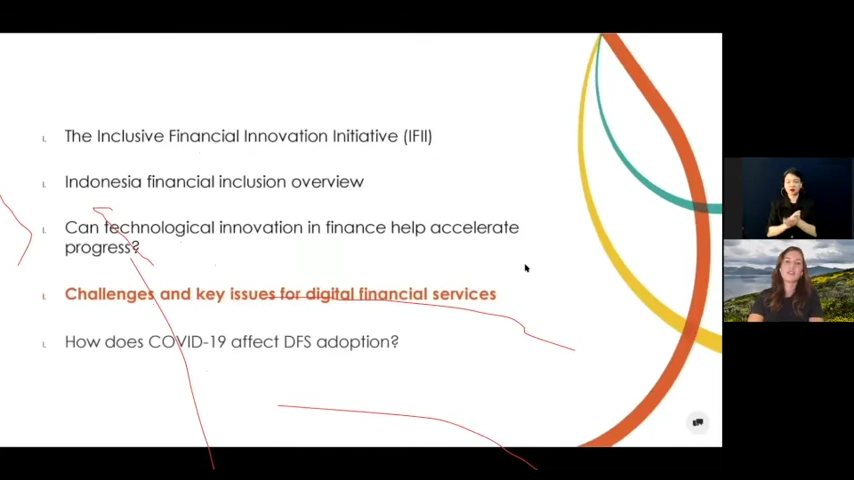 The Inclusive Financial Innovation Initiative (IFII)
Indonesia financial inclusion overview
Can technological innovation in finance help accelerate
progress?
Challenges and key issues for digital financial services
How does COVID-19 affect DFS adoption?